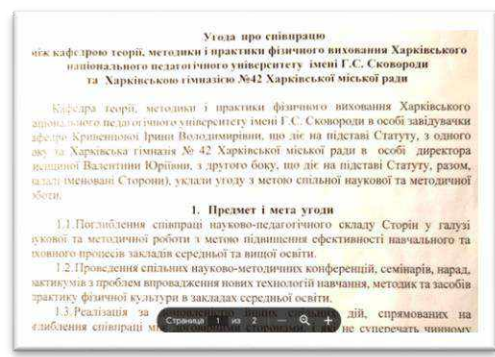 Угода про співпрацю
між кафедрою теорії, методики і практики фізичного виховання Харківського
національного педагогічного університету імені Г.С. Сковороди
та Харківською гімназією №42 Харківської міської ради
Кафедра теорії, методики і практики фізичного виховання Харківського
національного педагогічного університету імені Г.С. Сковороди в особі завідувачки
кафедри Ірини Володимирівни, що діє на підставі Статуту, з одного
боку та Харківська гімназія № 42 Харківської міської ради в особі директора
Валентини Юріївни, з другого боку, що діє на підставі Статуту, разом,
(надалі іменовані Сторони), уклали угоду з метою спільної наукової та методичної
роботи.
1. Предмет і мета угоди
1.1.Поглиблення співпраці науково-педагогічного складу Сторін у галузі
наукової та методичної роботи з метою підвищення ефективності навчального та
виховного процесів закладів середньої та вищої освіти.
1.2.Проведення спільних науково-методичних конференцій, семінарів, нарад,
практикумів з проблем впровадження нових технологій навчання, методик та засобів
практику фізичної культури в закладах середньої освіти.
1.3.Реалізація за дій, спрямованих на
поглиблення співпраці не суперечать чинному
Страница 1 из 2 — +